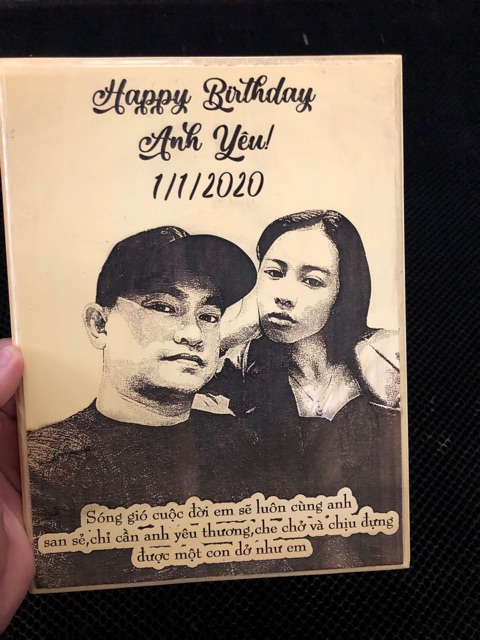 Happy Birthday
Anh Yêu!
1/1/2020
Sóng gió cuộc đời em sẽ luôn cùng anh
san sẻ,chỉ cần anh yêu thương,che chở và chịu đựng
được một con dở như em